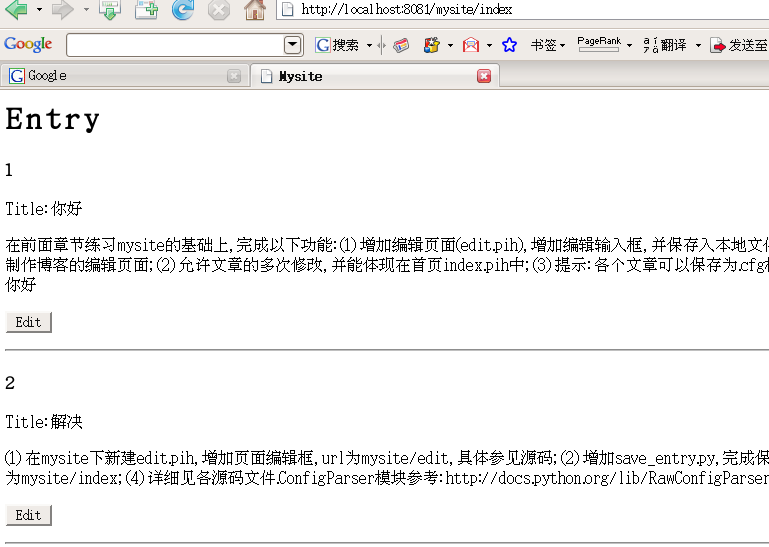 http://localhost:8081/mysite/index
Google 搜索 书签 PageRank 翻译 发送至
Google Mysite
Entry
1
Title:你好
在前面章节练习mysite的基础上,完成以下功能:(1)增加编辑页面(edit.pih),增加编辑输入框,并保存入本地文件
制作博客的编辑页面;(2)允许文章的多次修改,并能体现在首页index.pih中;(3)提示:各个文章可以保存为.cfg
你好
Edit
2
Title:解决
(1)在mysite下新建edit.pih,增加页面编辑框,url为mysite/edit,具体参见源码;(2)增加save_entry.py,完成保
为mysite/index;(4)详细见各源码文件.ConfigParser模块参考:http://docs.python.org/lib/RawConfigParser
Edit